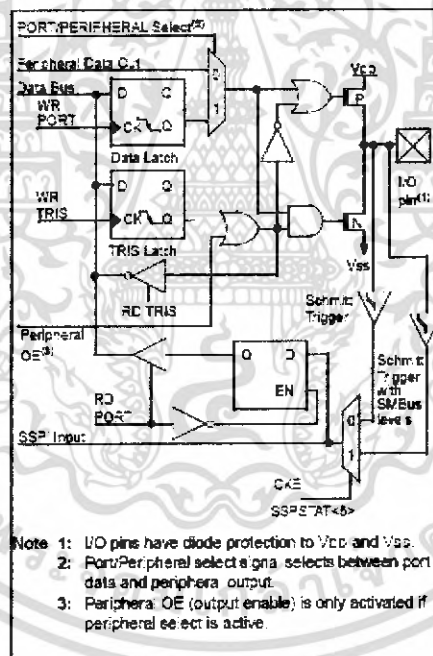 PORT/PERIPHERAL Select(2)
Peripheral Data Out
Data Bus
WR
PORT
D Q
CK Q
Data Latch
0
1
VDD
P
I/O
pin(1)
WR
TRIS
D Q
CK Q
TRIS Latch
N
VSS
RD TRIS
Schmitt
Trigger
Peripheral
OE(3)
Q D
EN
Schmitt
Trigger
with
SMBus
levels
RD
PORT
SSP Input
0
1
CKE
SSPSTAT<6>
Note 1: I/O pins have diode protection to VDD and VSS.
2: Port/Peripheral select signal selects between port
data and peripheral output.
3: Peripheral OE (output enable) is only activated if
peripheral select is active.